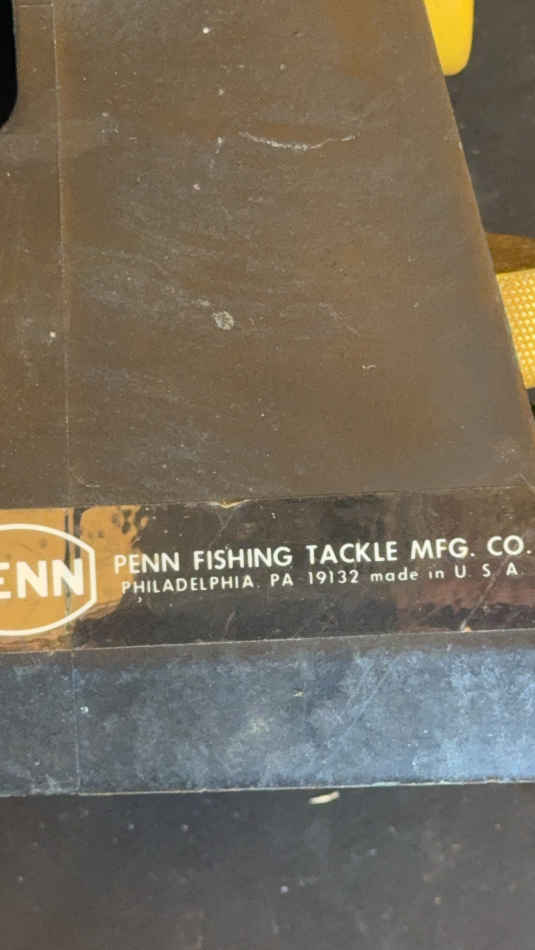 ENN
PENN FISHING TACKLE MFG. CO.
PHILADELPHIA, PA 19132 made in U. S. A.